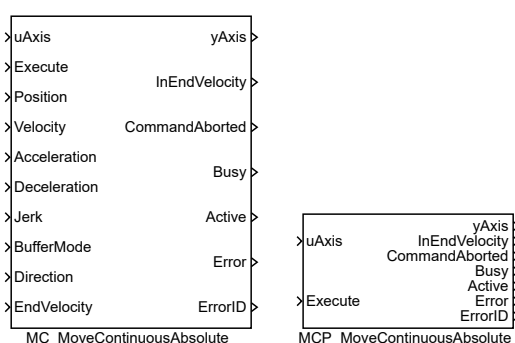 uAxis
Execute
Position
Velocity
Acceleration
Deceleration
Jerk
BufferMode
Direction
EndVelocity
yAxis
InEndVelocity
CommandAborted
Busy
Active
Error
ErrorID
MC_MoveContinuousAbsolute
uAxis
Execute
yAxis
InEndVelocity
CommandAborted
Busy
Active
Error
ErrorID
MCP_MoveContinuousAbsolute